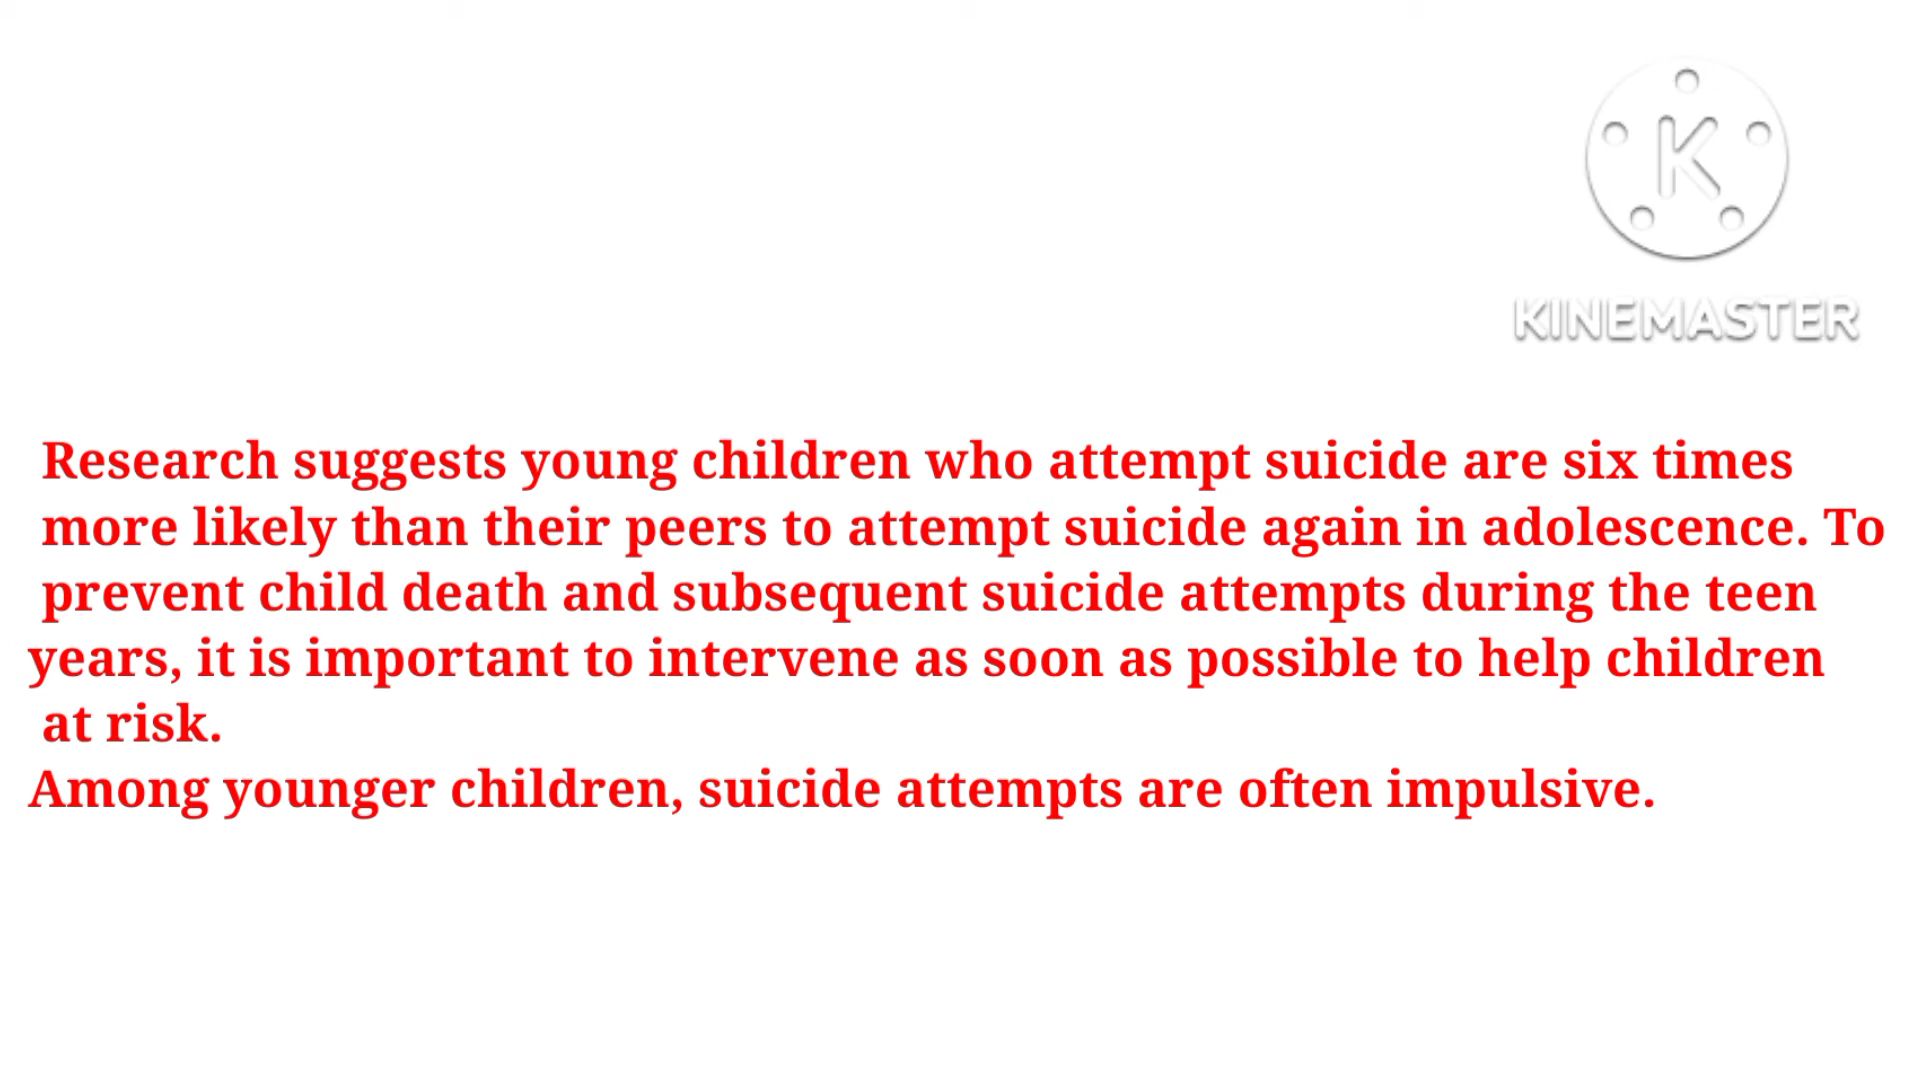 K
KINEMASTER
Research suggests young children who attempt suicide are six times
more likely than their peers to attempt suicide again in adolescence. To
prevent child death and subsequent suicide attempts during the teen
years, it is important to intervene as soon as possible to help children
at risk.
Among younger children, suicide attempts are often impulsive.